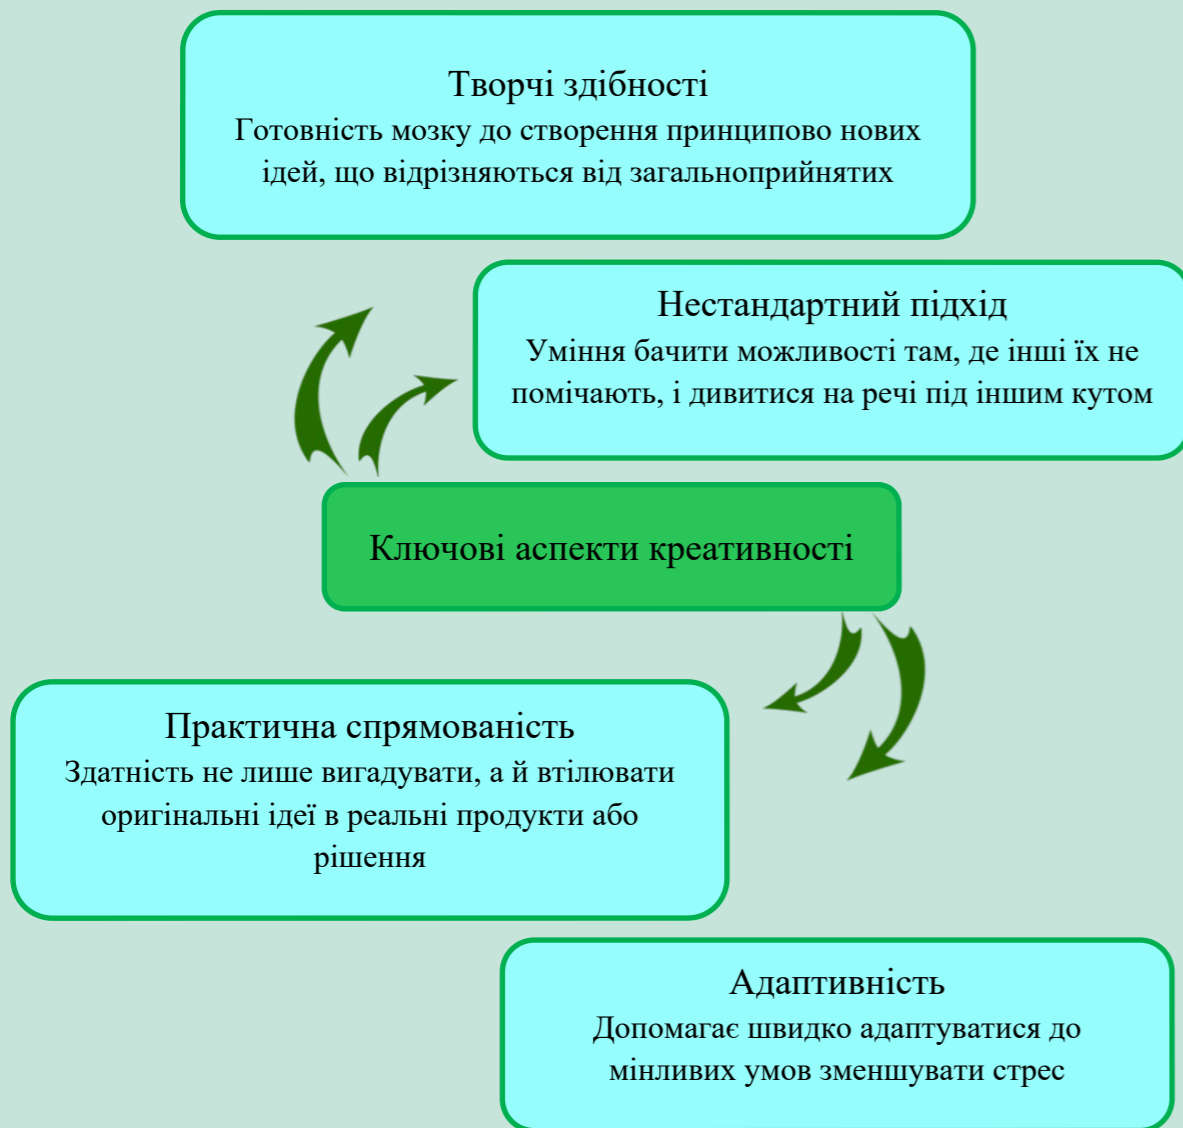 Творчі здібності
Готовність мозку до створення принципово нових
ідей, що відрізняються від загальноприйнятих
Нестандартний підхід
Уміння бачити можливості там, де інші їх не
помічають, і дивитися на речі під іншим кутом
Ключові аспекти креативності
Практична спрямованість
Здатність не лише вигадувати, а й втілювати
оригінальні ідеї в реальні продукти або
рішення
Адаптивність
Допомагає швидко адаптуватися до
мінливих умов зменшувати стрес